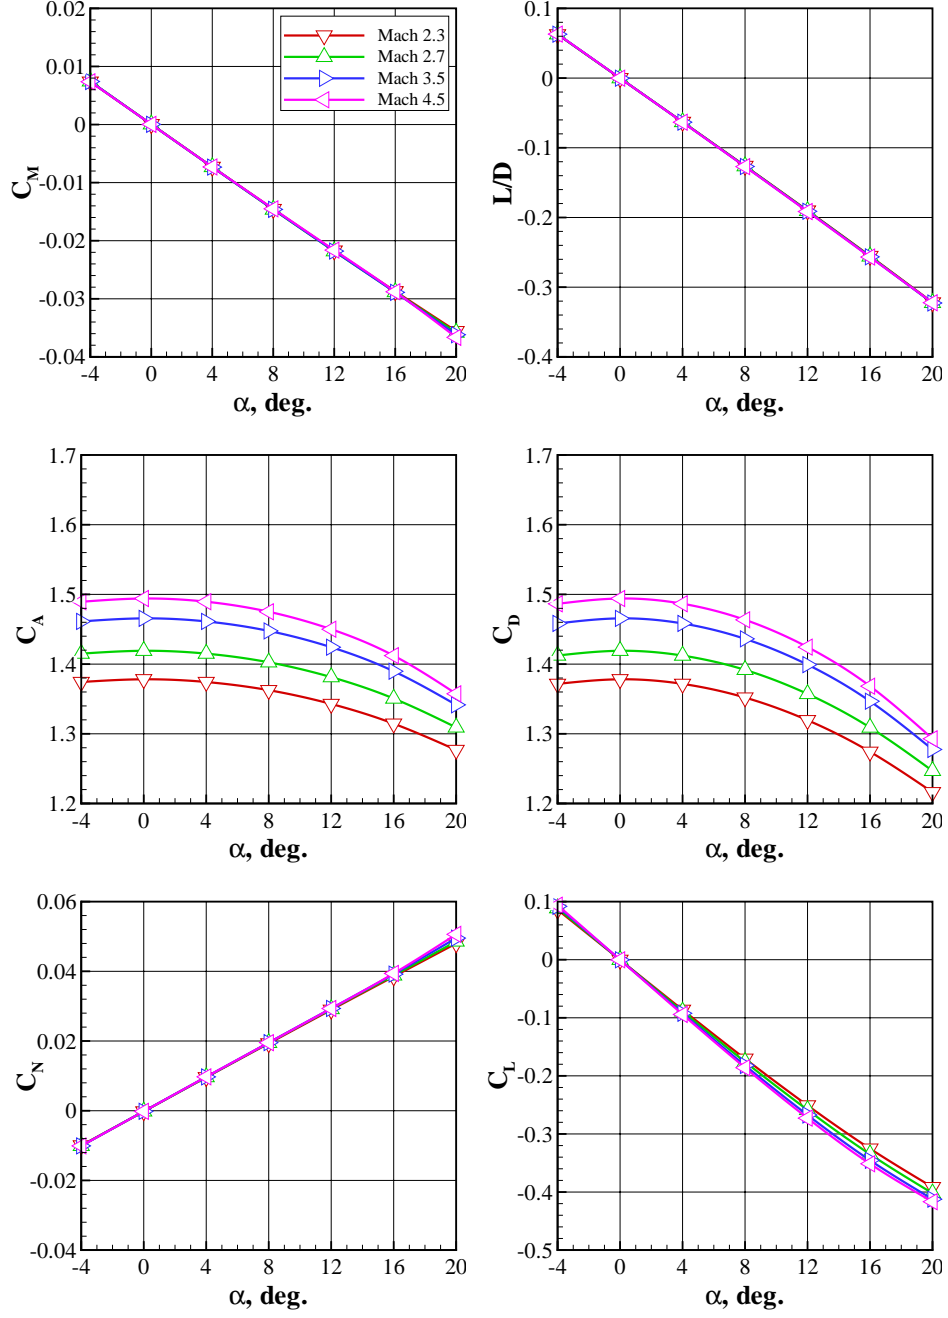 0.02
0.01
0
-0.01
-0.02
-0.03
-0.04
C_M
Mach 2.3
Mach 2.7
Mach 3.5
Mach 4.5
-4 0 4 8 12 16 20
α, deg.
0.1
0
-0.1
-0.2
-0.3
-0.4
L/D
-4 0 4 8 12 16 20
α, deg.
1.7
1.6
1.5
1.4
1.3
1.2
C_A
-4 0 4 8 12 16 20
α, deg.
1.7
1.6
1.5
1.4
1.3
1.2
C_D
-4 0 4 8 12 16 20
α, deg.
0.06
0.04
0.02
0
-0.02
-0.04
C_N
-4 0 4 8 12 16 20
α, deg.
0.1
0
-0.1
-0.2
-0.3
-0.4
-0.5
C_L
-4 0 4 8 12 16 20
α, deg.